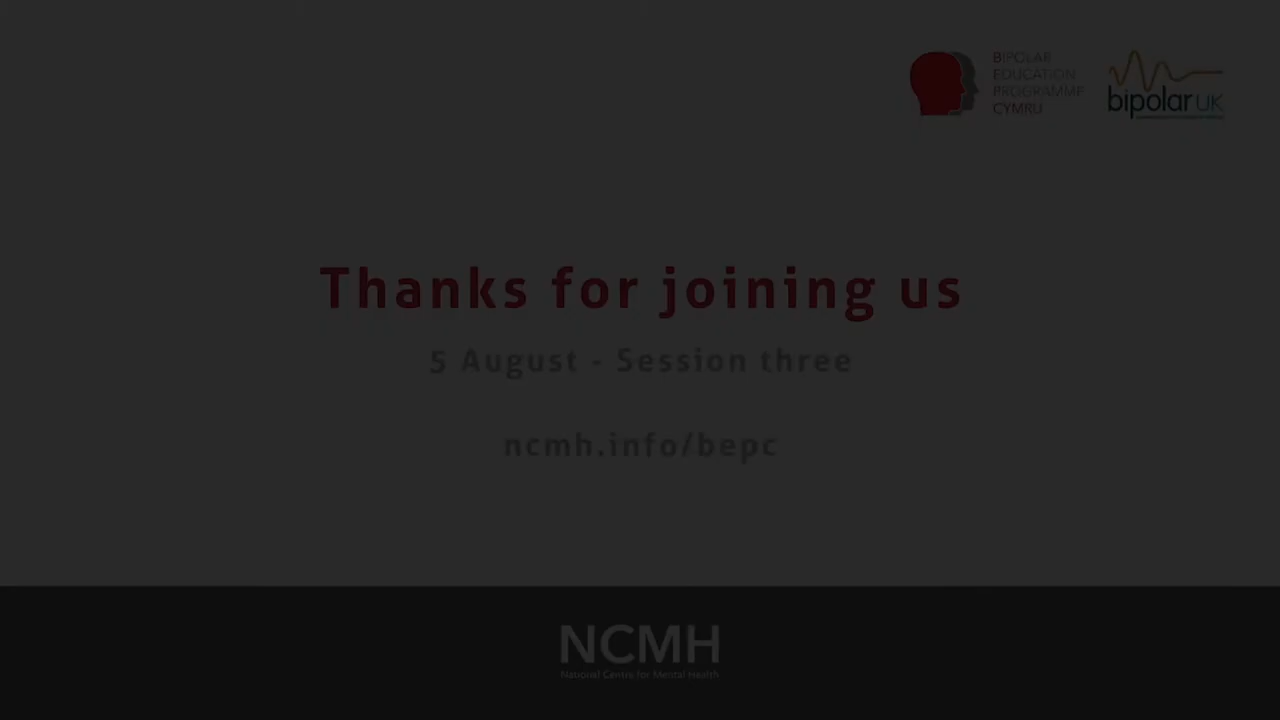 BIPOLAR
EDUCATION
PROGRAMME
CYMRU
bipolar UK
Thanks for joining us
5 August - Session three
ncmh.info/bepc
NCMH
National Centre for Mental Health